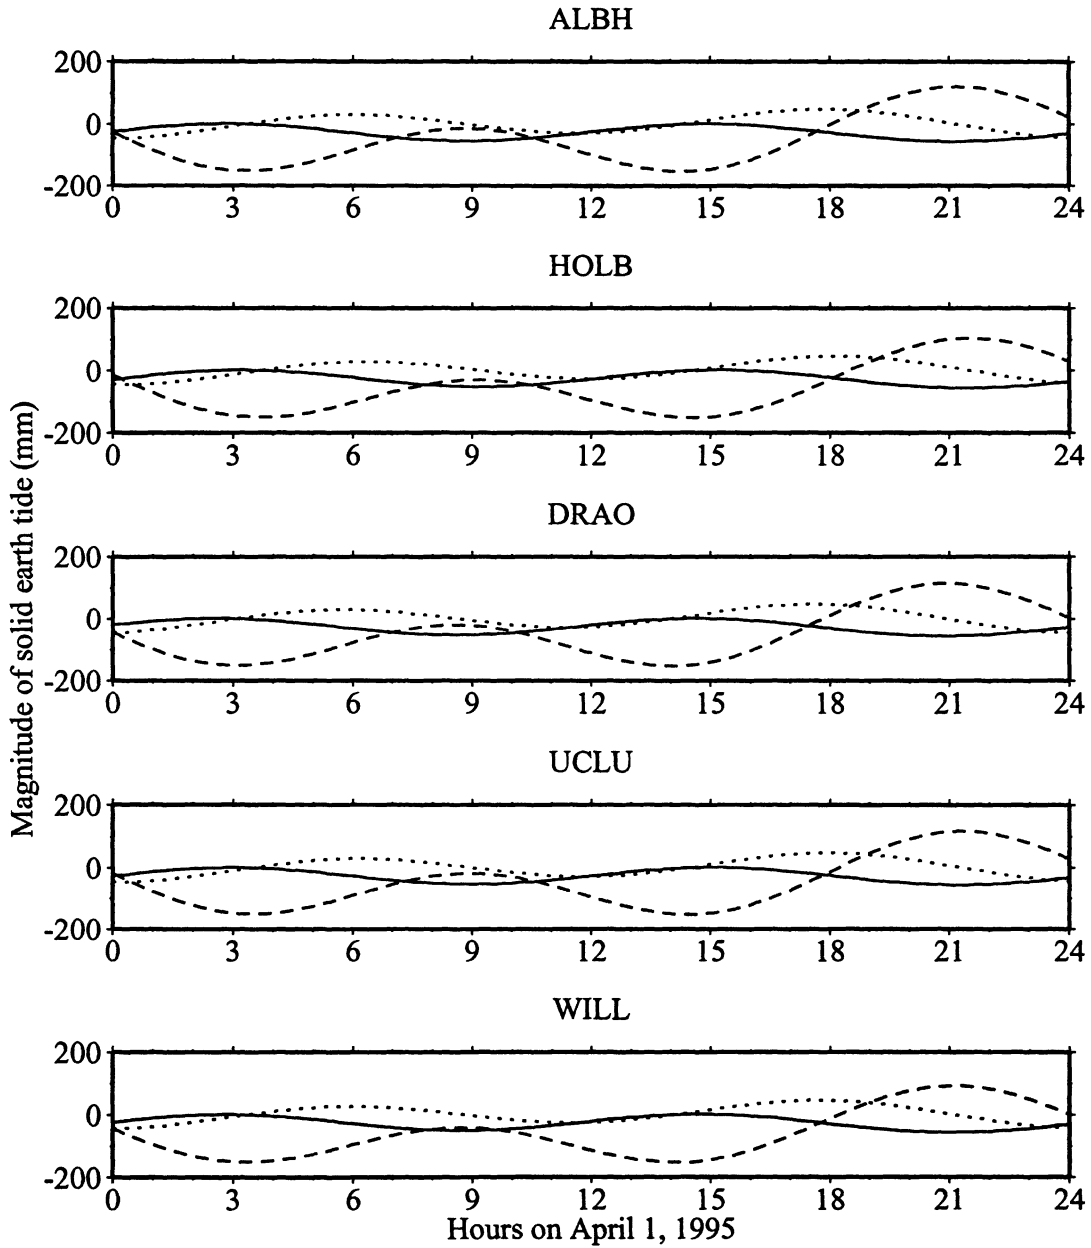 ALBH
200
0
-200
0 3 6 9 12 15 18 21 24
HOLB
200
0
-200
0 3 6 9 12 15 18 21 24
DRAO
200
0
-200
0 3 6 9 12 15 18 21 24
UCLU
200
0
-200
0 3 6 9 12 15 18 21 24
WILL
200
0
-200
0 3 6 9 12 15 18 21 24
Hours on April 1, 1995
Magnitude of solid earth tide (mm)